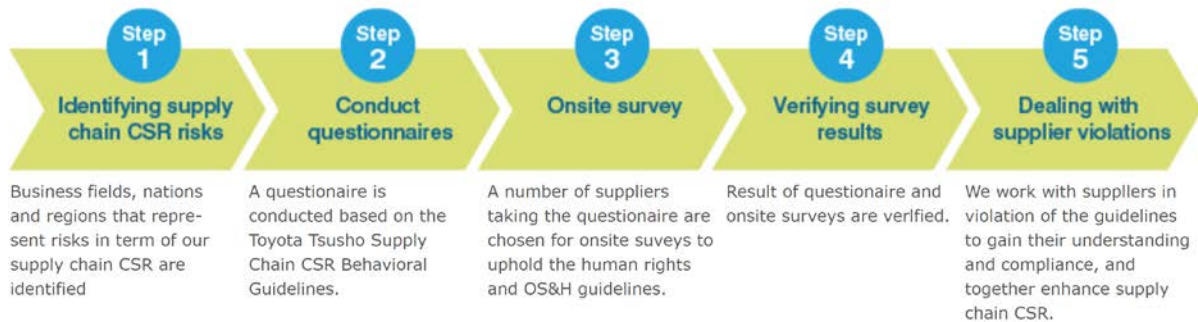 Step
1
Identifying supply
chain CSR risks
Business fields, nations
and regions that repre-
sent risks in term of our
supply chain CSR are
identified
Step
2
Conduct
questionnaires
A questionaire is
conducted based on the
Toyota Tsusho Supply
Chain CSR Behavioral
Guidelines.
Step
3
Onsite survey
A number of suppliers
taking the questionaire are
chosen for onsite suveys to
uphold the human rights
and OS&H guidelines.
Step
4
Verifying survey
results
Result of questionaire and
onsite surveys are verified.
Step
5
Dealing with
supplier violations
We work with suppliers in
violation of the guidelines
to gain their understanding
and compliance, and
together enhance supply
chain CSR.